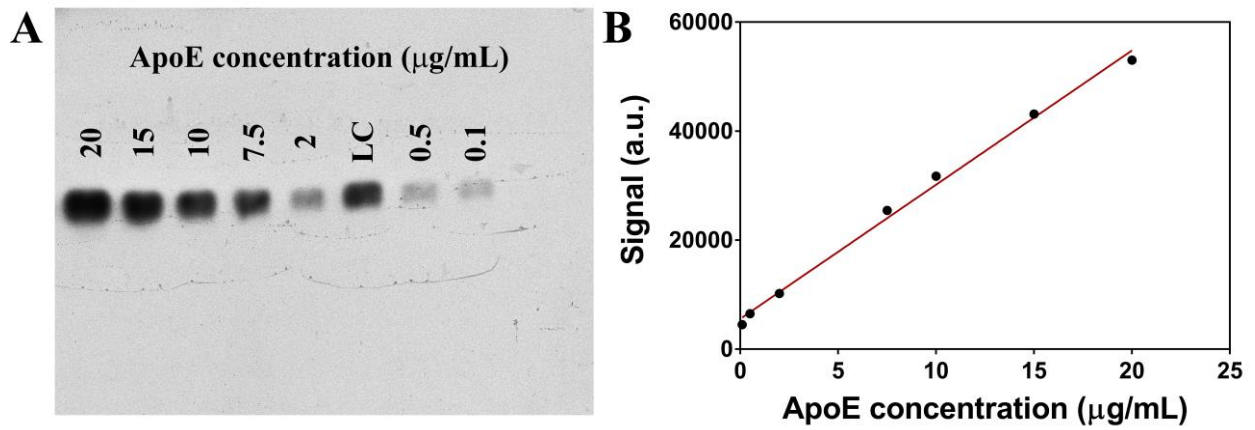 A
ApoE concentration (μg/mL)
20 15 10 7.5 2 LC 0.5 0.1
B
60000
40000
20000
0
Signal (a.u.)
0 5 10 15 20 25
ApoE concentration (μg/mL)